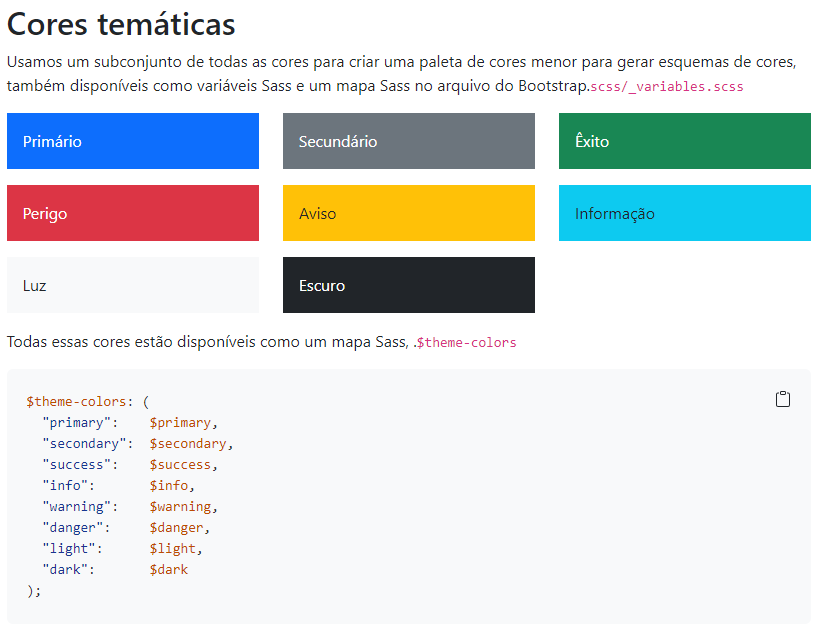 Cores temáticas
Usamos um subconjunto de todas as cores para criar uma paleta de cores menor para gerar esquemas de cores,
também disponíveis como variáveis Sass e um mapa Sass no arquivo do Bootstrap.scss/_variables.scss
Primário
Secundário
Êxito
Perigo
Aviso
Informação
Luz
Escuro
Todas essas cores estão disponíveis como um mapa Sass, .$theme-colors
$theme-colors: (
  "primary":    $primary,
  "secondary":  $secondary,
  "success":    $success,
  "info":       $info,
  "warning":    $warning,
  "danger":     $danger,
  "light":      $light,
  "dark":       $dark
);